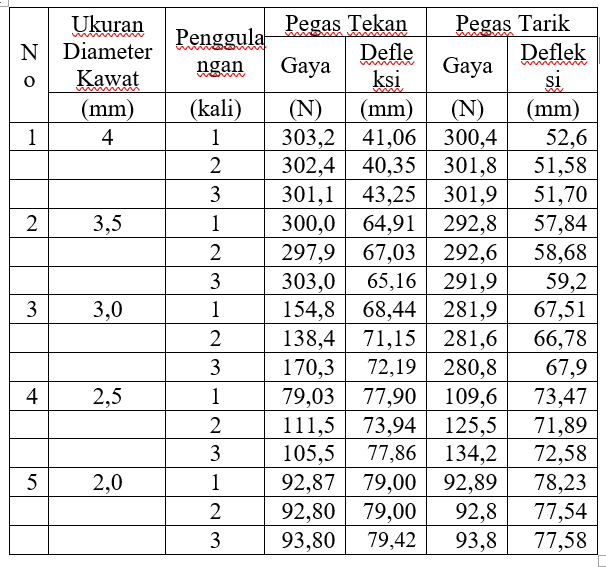 N
o
Ukuran
Diameter
Kawat
Penggula
ngan
Pegas Tekan
Pegas Tarik
Gaya
Defle
ksi
Gaya
Deflek
si
(mm) (kali) (N) (mm) (N) (mm)
1 4 1 303,2 41,06 300,4 52,6
2 302,4 40,35 301,8 51,58
3 301,1 43,25 301,9 51,70
2 3,5 1 300,0 64,91 292,8 57,84
2 297,9 67,03 292,6 58,68
3 303,0 65,16 291,9 59,2
3 3,0 1 154,8 68,44 281,9 67,51
2 138,4 71,15 281,6 66,78
3 170,3 72,19 280,8 67,9
4 2,5 1 79,03 77,90 109,6 73,47
2 111,5 73,94 125,5 71,89
3 105,5 77,86 134,2 72,58
5 2,0 1 92,87 79,00 92,89 78,23
2 92,80 79,00 92,8 77,54
3 93,80 79,42 93,8 77,58